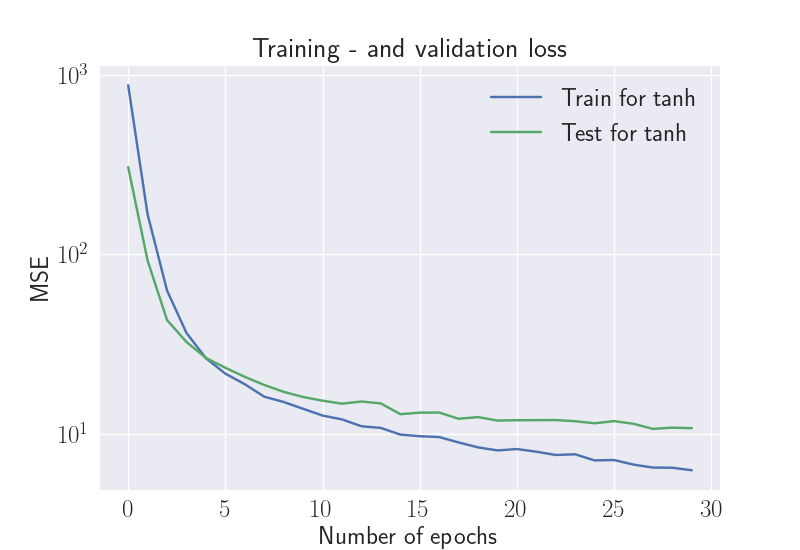 Training - and validation loss
10³
Train for tanh
Test for tanh
10²
MSE
10¹
0 5 10 15 20 25 30
Number of epochs